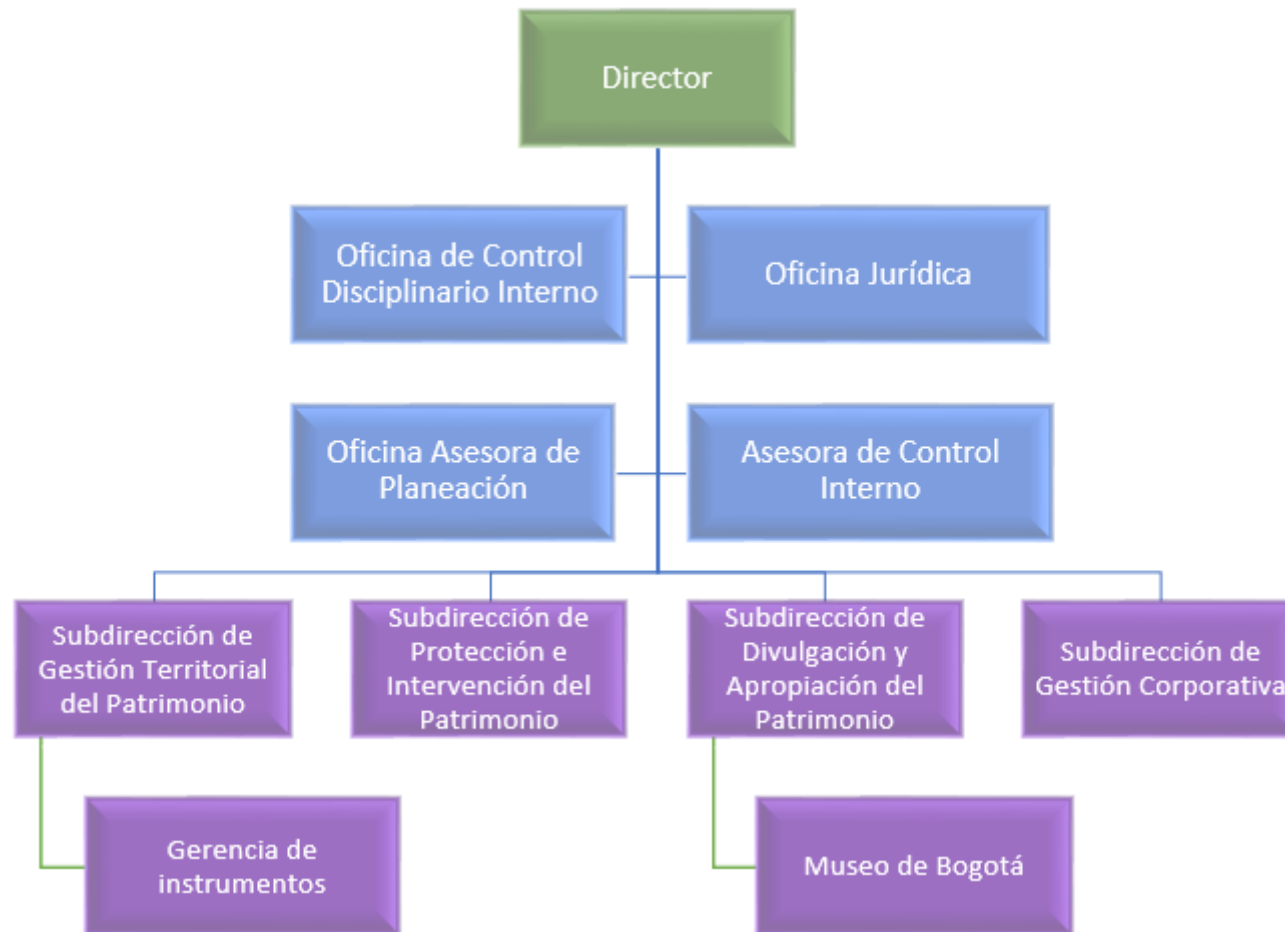 Director
Oficina de Control
Disciplinario Interno
Oficina Jurídica
Oficina Asesora de
Planeación
Asesora de Control
Interno
Subdirección de
Gestión Territorial
del Patrimonio
Subdirección de
Protección e
Intervención del
Patrimonio
Subdirección de
Divulgación y
Apropiación del
Patrimonio
Subdirección de
Gestión Corporativa
Gerencia de
instrumentos
Museo de Bogotá